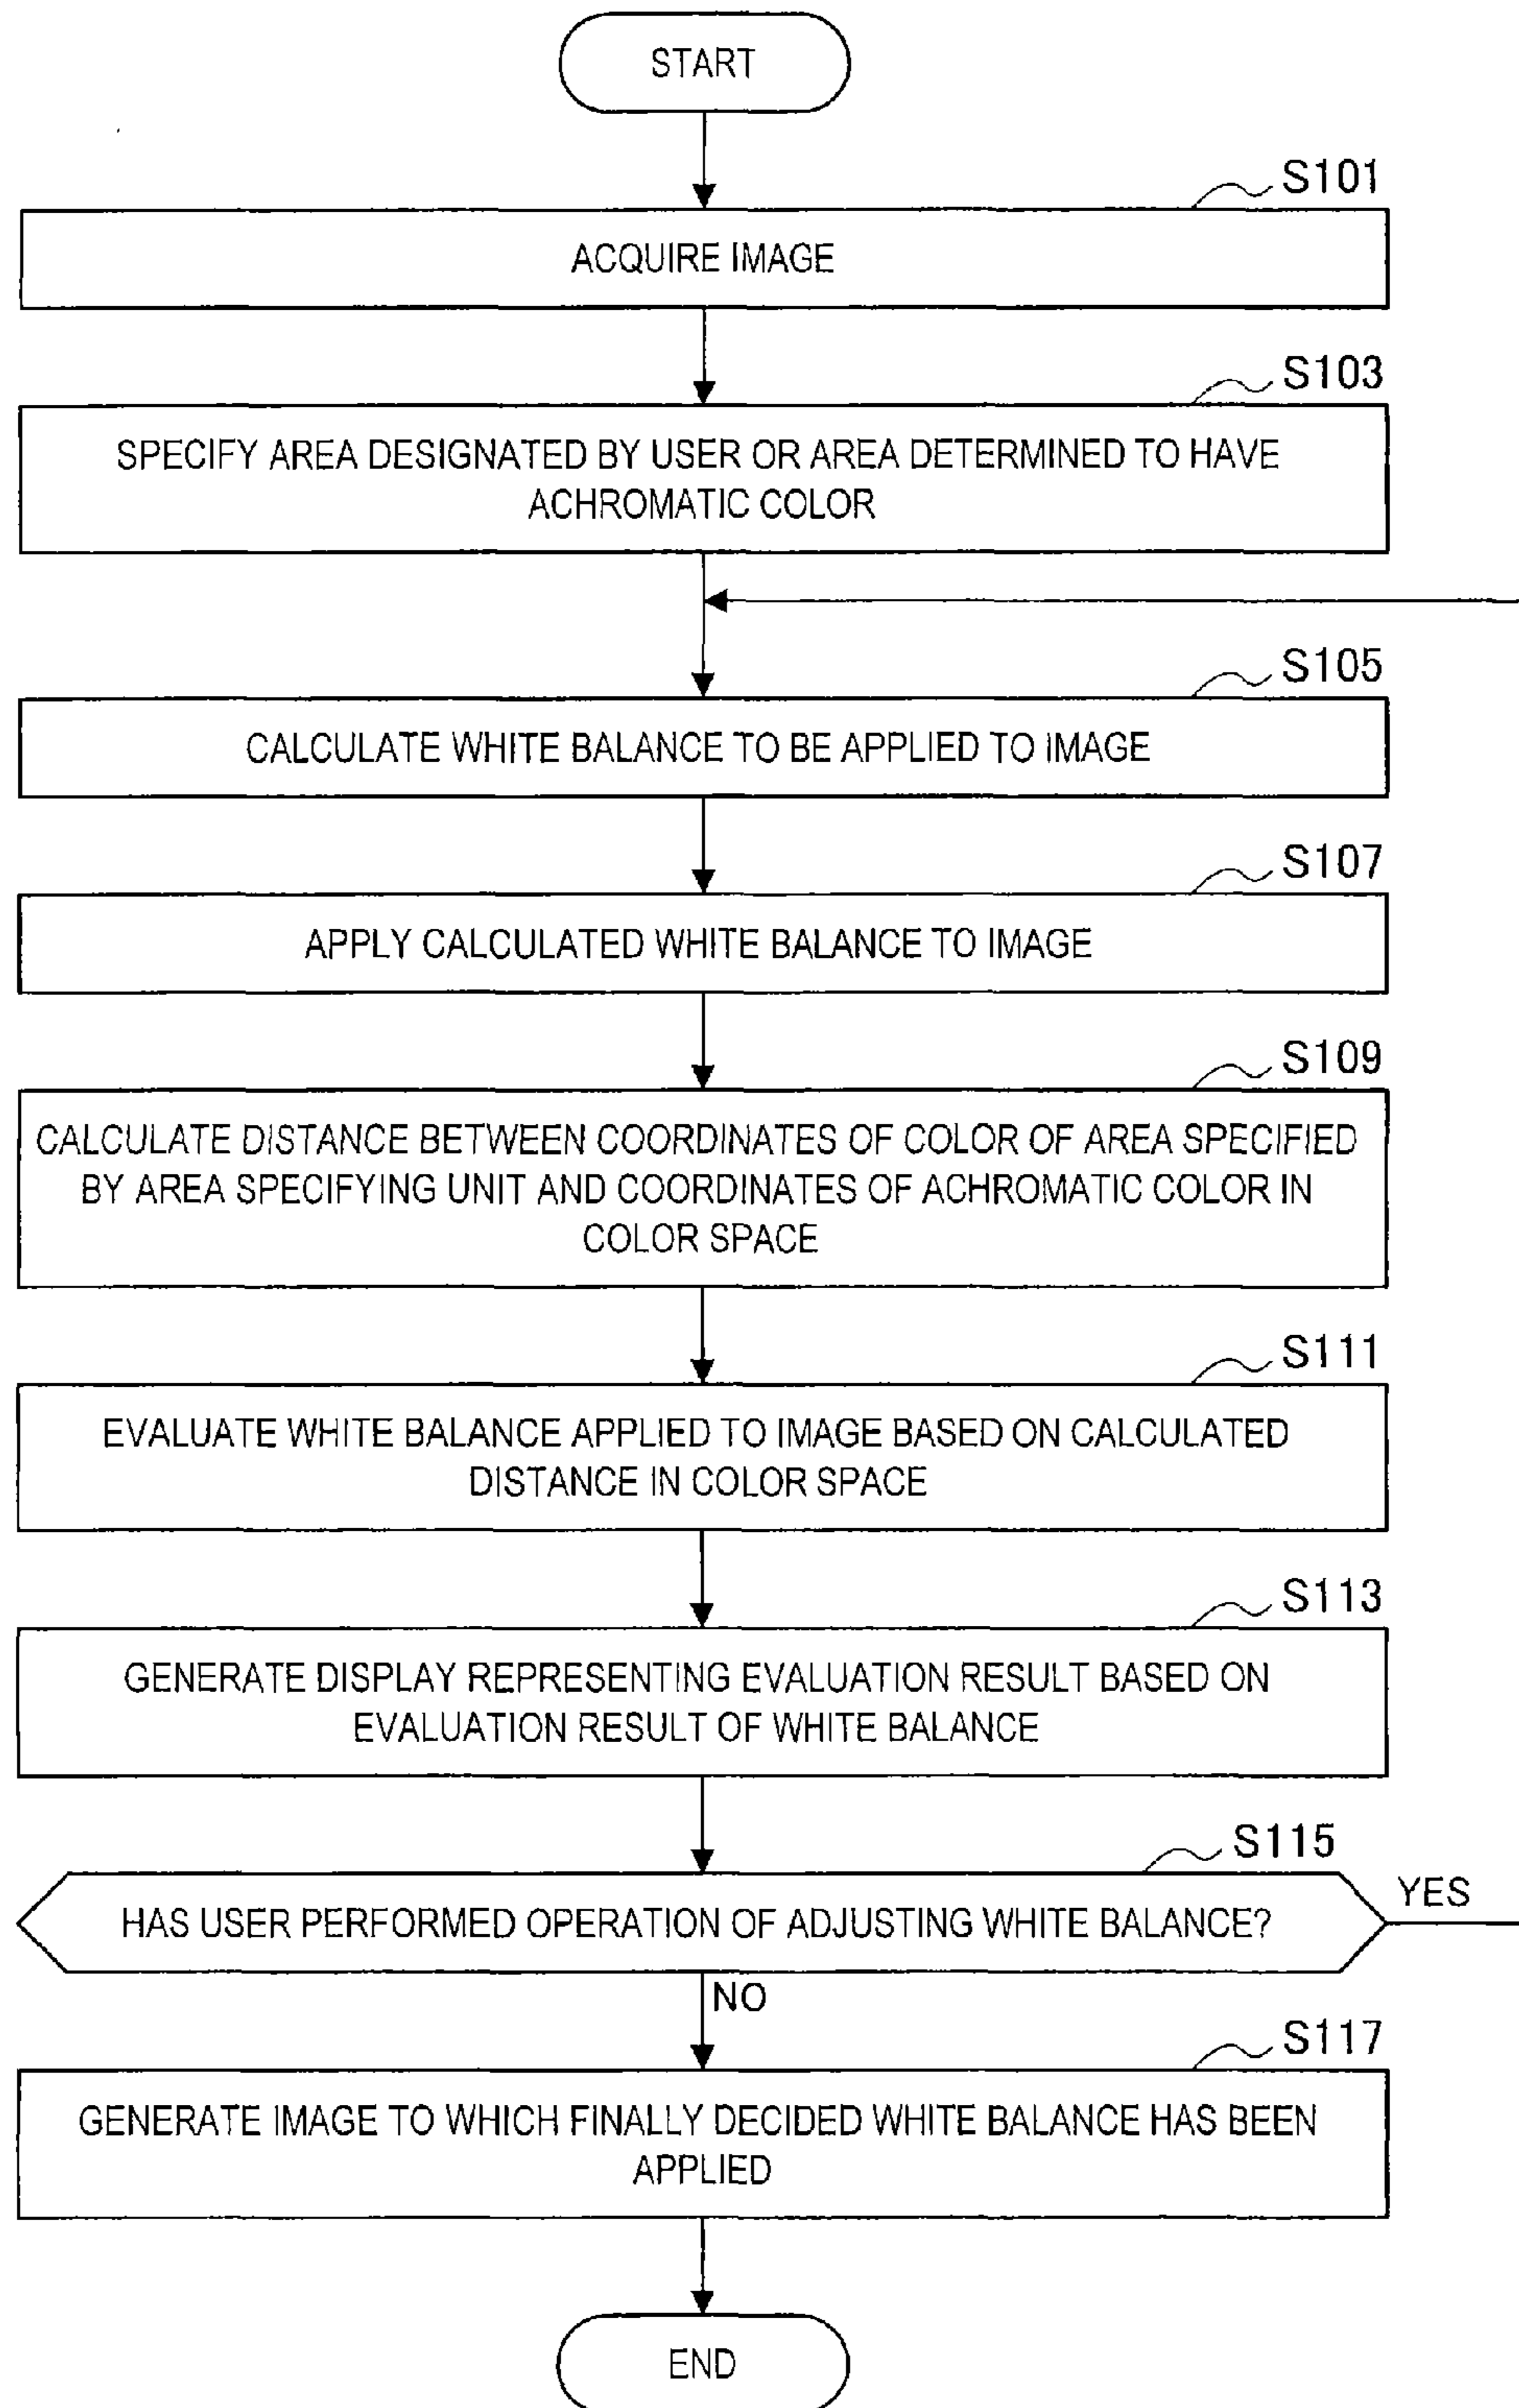 START
S101
ACQUIRE IMAGE
S103
SPECIFY AREA DESIGNATED BY USER OR AREA DETERMINED TO HAVE
ACHROMATIC COLOR
S105
CALCULATE WHITE BALANCE TO BE APPLIED TO IMAGE
S107
APPLY CALCULATED WHITE BALANCE TO IMAGE
S109
CALCULATE DISTANCE BETWEEN COORDINATES OF COLOR OF AREA SPECIFIED
BY AREA SPECIFYING UNIT AND COORDINATES OF ACHROMATIC COLOR IN
COLOR SPACE
S111
EVALUATE WHITE BALANCE APPLIED TO IMAGE BASED ON CALCULATED
DISTANCE IN COLOR SPACE
S113
GENERATE DISPLAY REPRESENTING EVALUATION RESULT BASED ON
EVALUATION RESULT OF WHITE BALANCE
S115
HAS USER PERFORMED OPERATION OF ADJUSTING WHITE BALANCE?
YES
NO
S117
GENERATE IMAGE TO WHICH FINALLY DECIDED WHITE BALANCE HAS BEEN
APPLIED
END